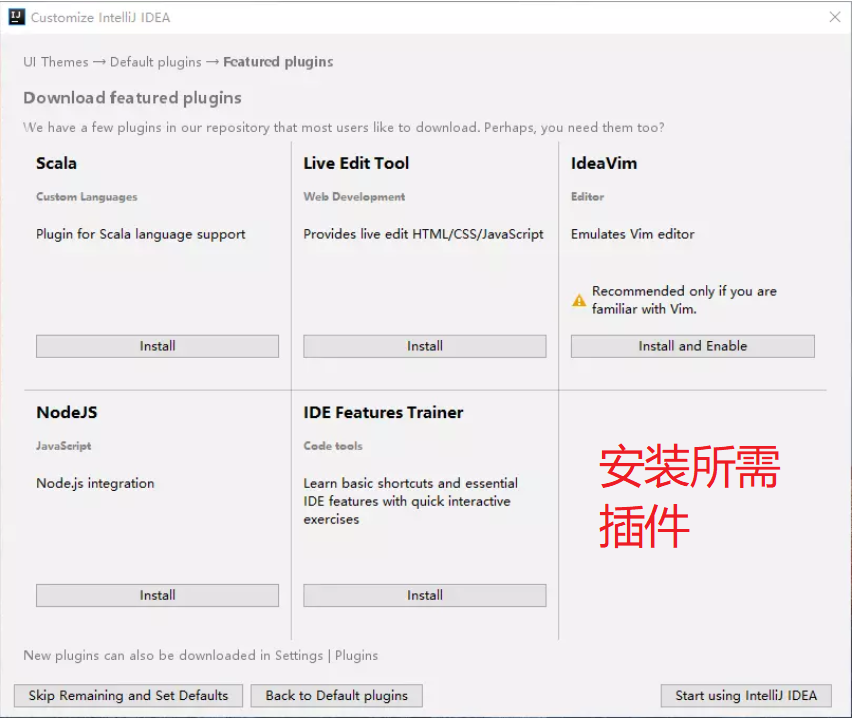 Customize IntelliJ IDEA
UI Themes → Default plugins → Featured plugins
Download featured plugins
We have a few plugins in our repository that most users like to download. Perhaps, you need them too?
Scala
Custom Languages
Plugin for Scala language support
Install
Live Edit Tool
Web Development
Provides live edit HTML/CSS/JavaScript
Install
IdeaVim
Editor
Emulates Vim editor
Recommended only if you are
familiar with Vim.
Install and Enable
NodeJS
JavaScript
Node.js integration
Install
IDE Features Trainer
Code tools
Learn basic shortcuts and essential
IDE features with quick interactive
exercises
Install
安装所需
插件
New plugins can also be downloaded in Settings | Plugins
Skip Remaining and Set Defaults
Back to Default plugins
Start using IntelliJ IDEA